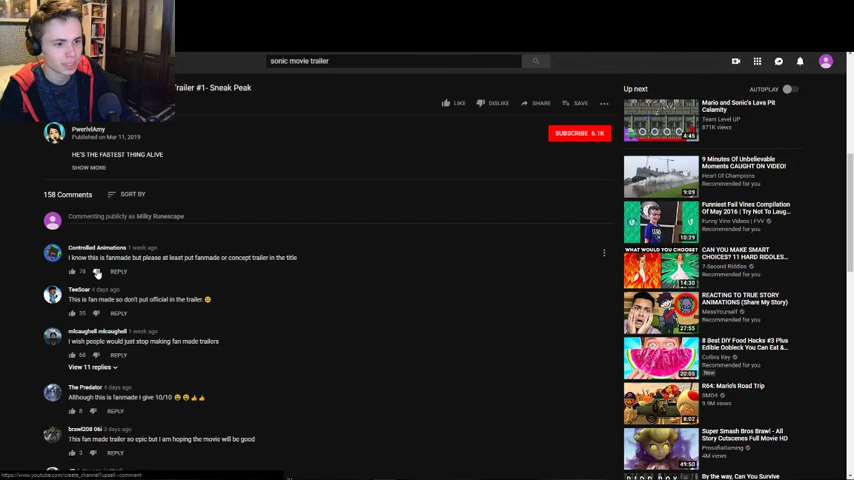 sonic movie trailer
Trailer #1- Sneak Peak
LIKE
DISLIKE
SHARE
SAVE
PwerlvlAmy
Published on Mar 11, 2019
SUBSCRIBE 6.1K
HE'S THE FASTEST THING ALIVE
SHOW MORE
158 Comments
SORT BY
Commenting publicly as Milky Runescape
Controlled Animations 1 week ago
I know this is fanmade but please at least put fanmade or concept trailer in the title
78 REPLY
TeeSoar 4 days ago
This is fan made so don't put official in the trailer. 😕
35 REPLY
mlcaughell mlcaughell 1 week ago
I wish people would just stop making fan made trailers
68 REPLY
View 11 replies
The Predator 4 days ago
Although this is fanmade I give 10/10 😀😀👍👍
8 REPLY
brawl208 06i 3 days ago
This fan made trailer so epic but I am hoping the movie will be good
3 REPLY
https://www.youtube.com/create_channel?upsell=comment
Up next
AUTOPLAY
Mario and Sonic's Lava Pit
Calamity
Team Level UP
871K views
4:45
9 Minutes Of Unbelievable
Moments CAUGHT ON VIDEO!
Heart Of Champions
Recommended for you
9:09
Funniest Fail Vines Compilation
Of May 2016 | Try Not To Laugh...
Funny Vine Videos | FVV
Recommended for you
10:29
WHAT WOULD YOU CHOOSE?
CAN YOU MAKE SMART
CHOICES? 11 HARD RIDDLES...
7-Second Riddles
Recommended for you
14:30
REACTING TO TRUE STORY
ANIMATIONS (Share My Story)
MessYourself
Recommended for you
27:55
8 Best DIY Food Hacks #3 Plus
Edible Oobleck You Can Eat &...
Collins Key
Recommended for you
New
20:05
R64: Mario's Road Trip
SMG4
9.9M views
8:02
Super Smash Bros Brawl - All
Story Cutscenes Full Movie HD
Prosafiagaming
4M views
49:50
By the way, Can You Survive